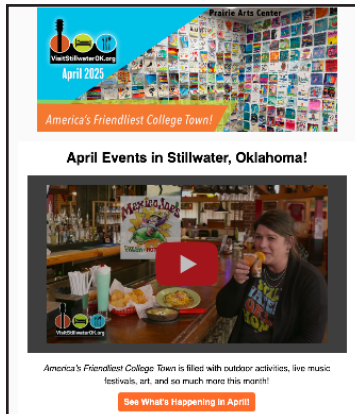 Prairie Arts Center
VisitStillwaterOK.org
April 2025
America's Friendliest College Town!
April Events in Stillwater, Oklahoma!
Mexico Joe's
VisitStillwaterOK.org
America's Friendliest College Town is filled with outdoor activities, live music
festivals, art, and so much more this month!
See What's Happening in April!